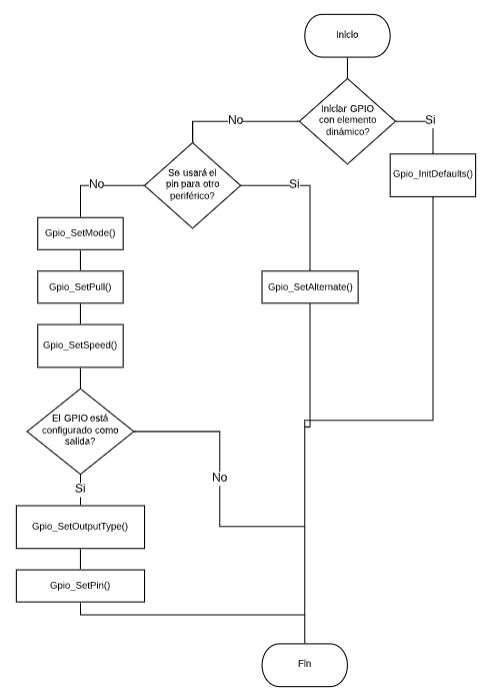 Inicio
Iniciar GPIO
con elemento
dinámico?
No
Si
Gpio_InitDefaults()
Se usará el
pin para otro
periférico?
No
Si
Gpio_SetMode()
Gpio_SetPull()
Gpio_SetAlternate()
Gpio_SetSpeed()
El GPIO está
configurado como
salida?
No
Si
Gpio_SetOutputType()
Gpio_SetPin()
Fin